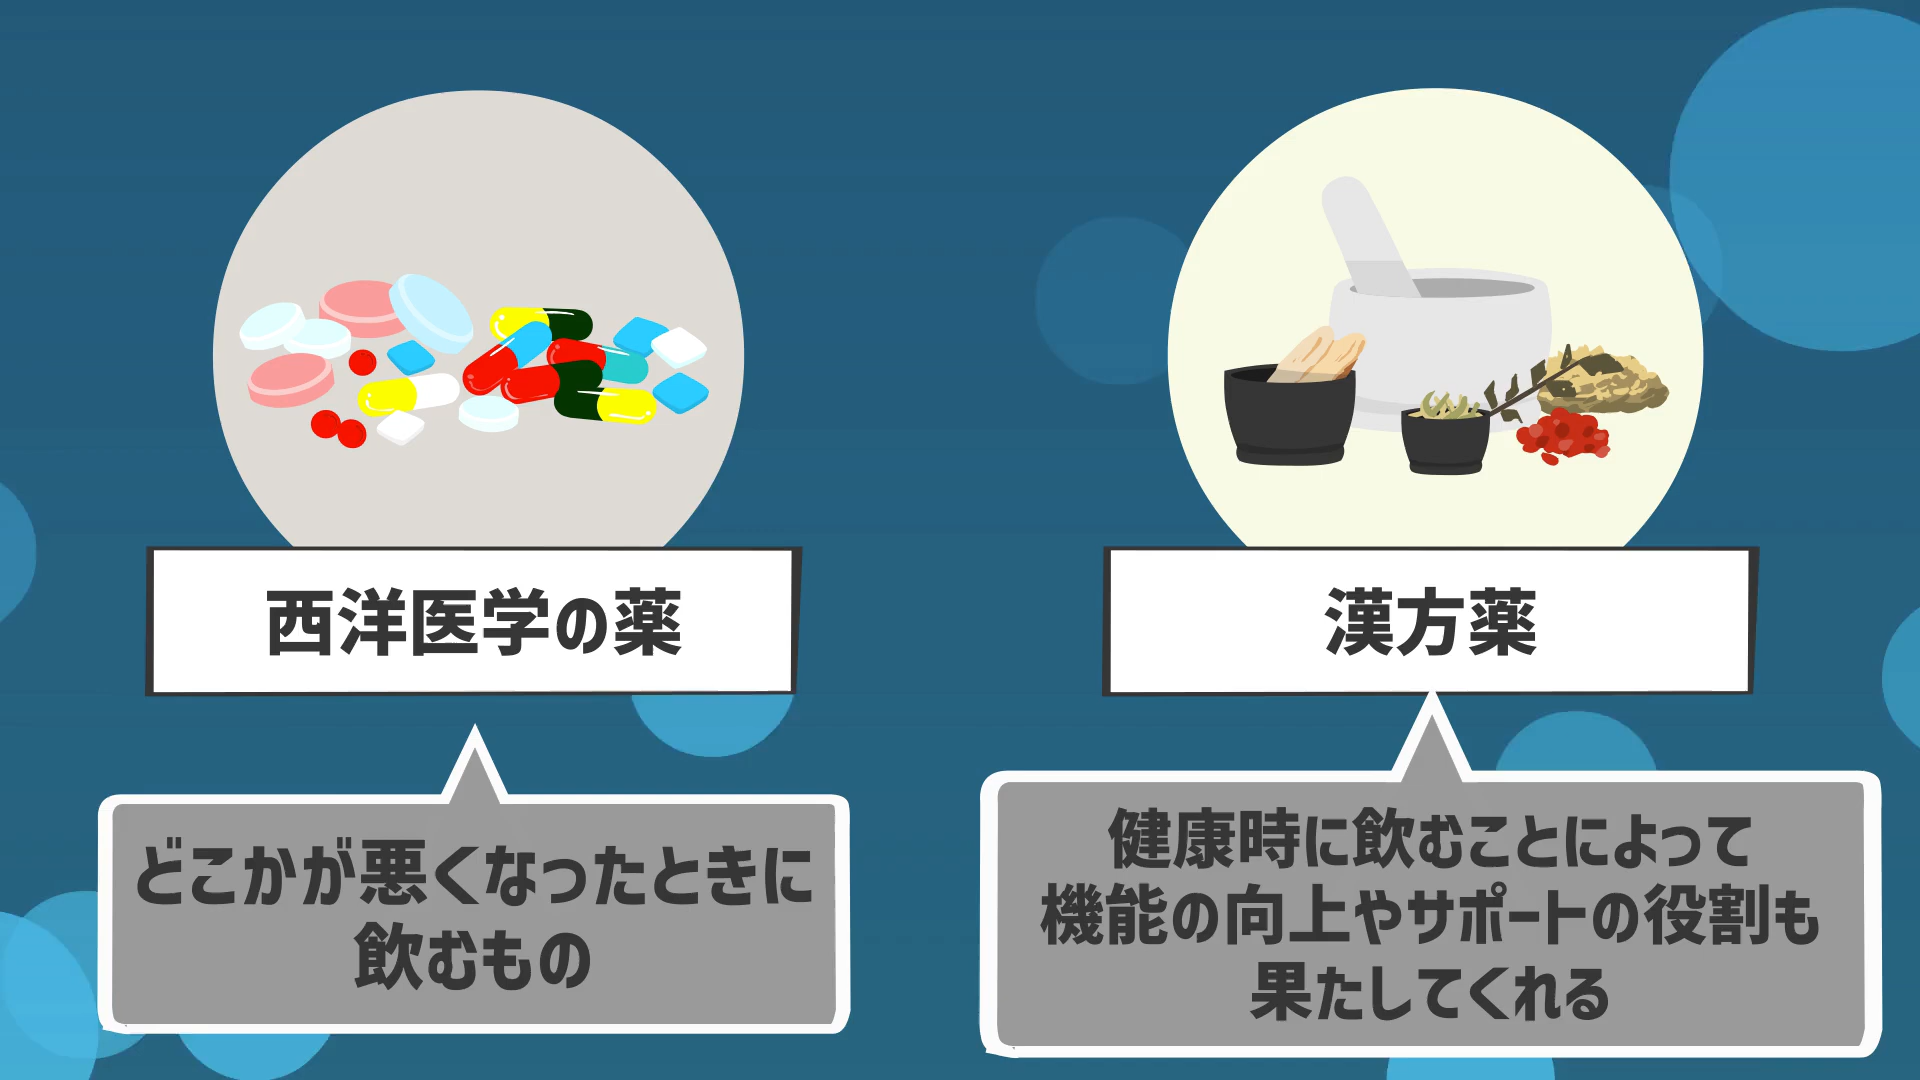 西洋医学の薬
どこかが悪くなったときに
飲むもの
漢方薬
健康時に飲むことによって
機能の向上やサポートの役割も
果たしてくれる